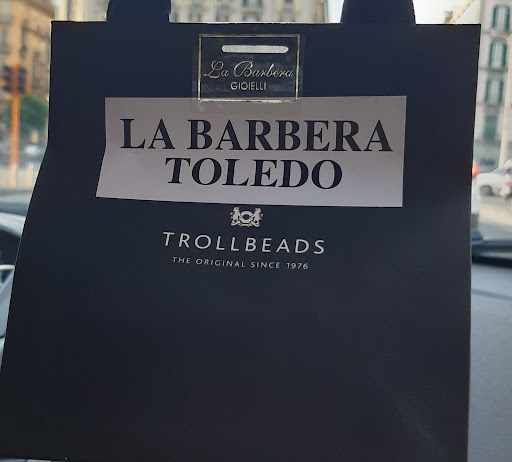 La Barbera
GIOIELLI
LA BARBERA
TOLEDO
TROLLBEADS
THE ORIGINAL SINCE 1976